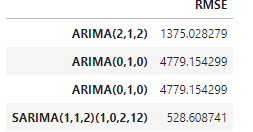 RMSE
ARIMA(2,1,2) 1375.028279
ARIMA(0,1,0) 4779.154299
ARIMA(0,1,0) 4779.154299
SARIMA(1,1,2)(1,0,2,12) 528.608741